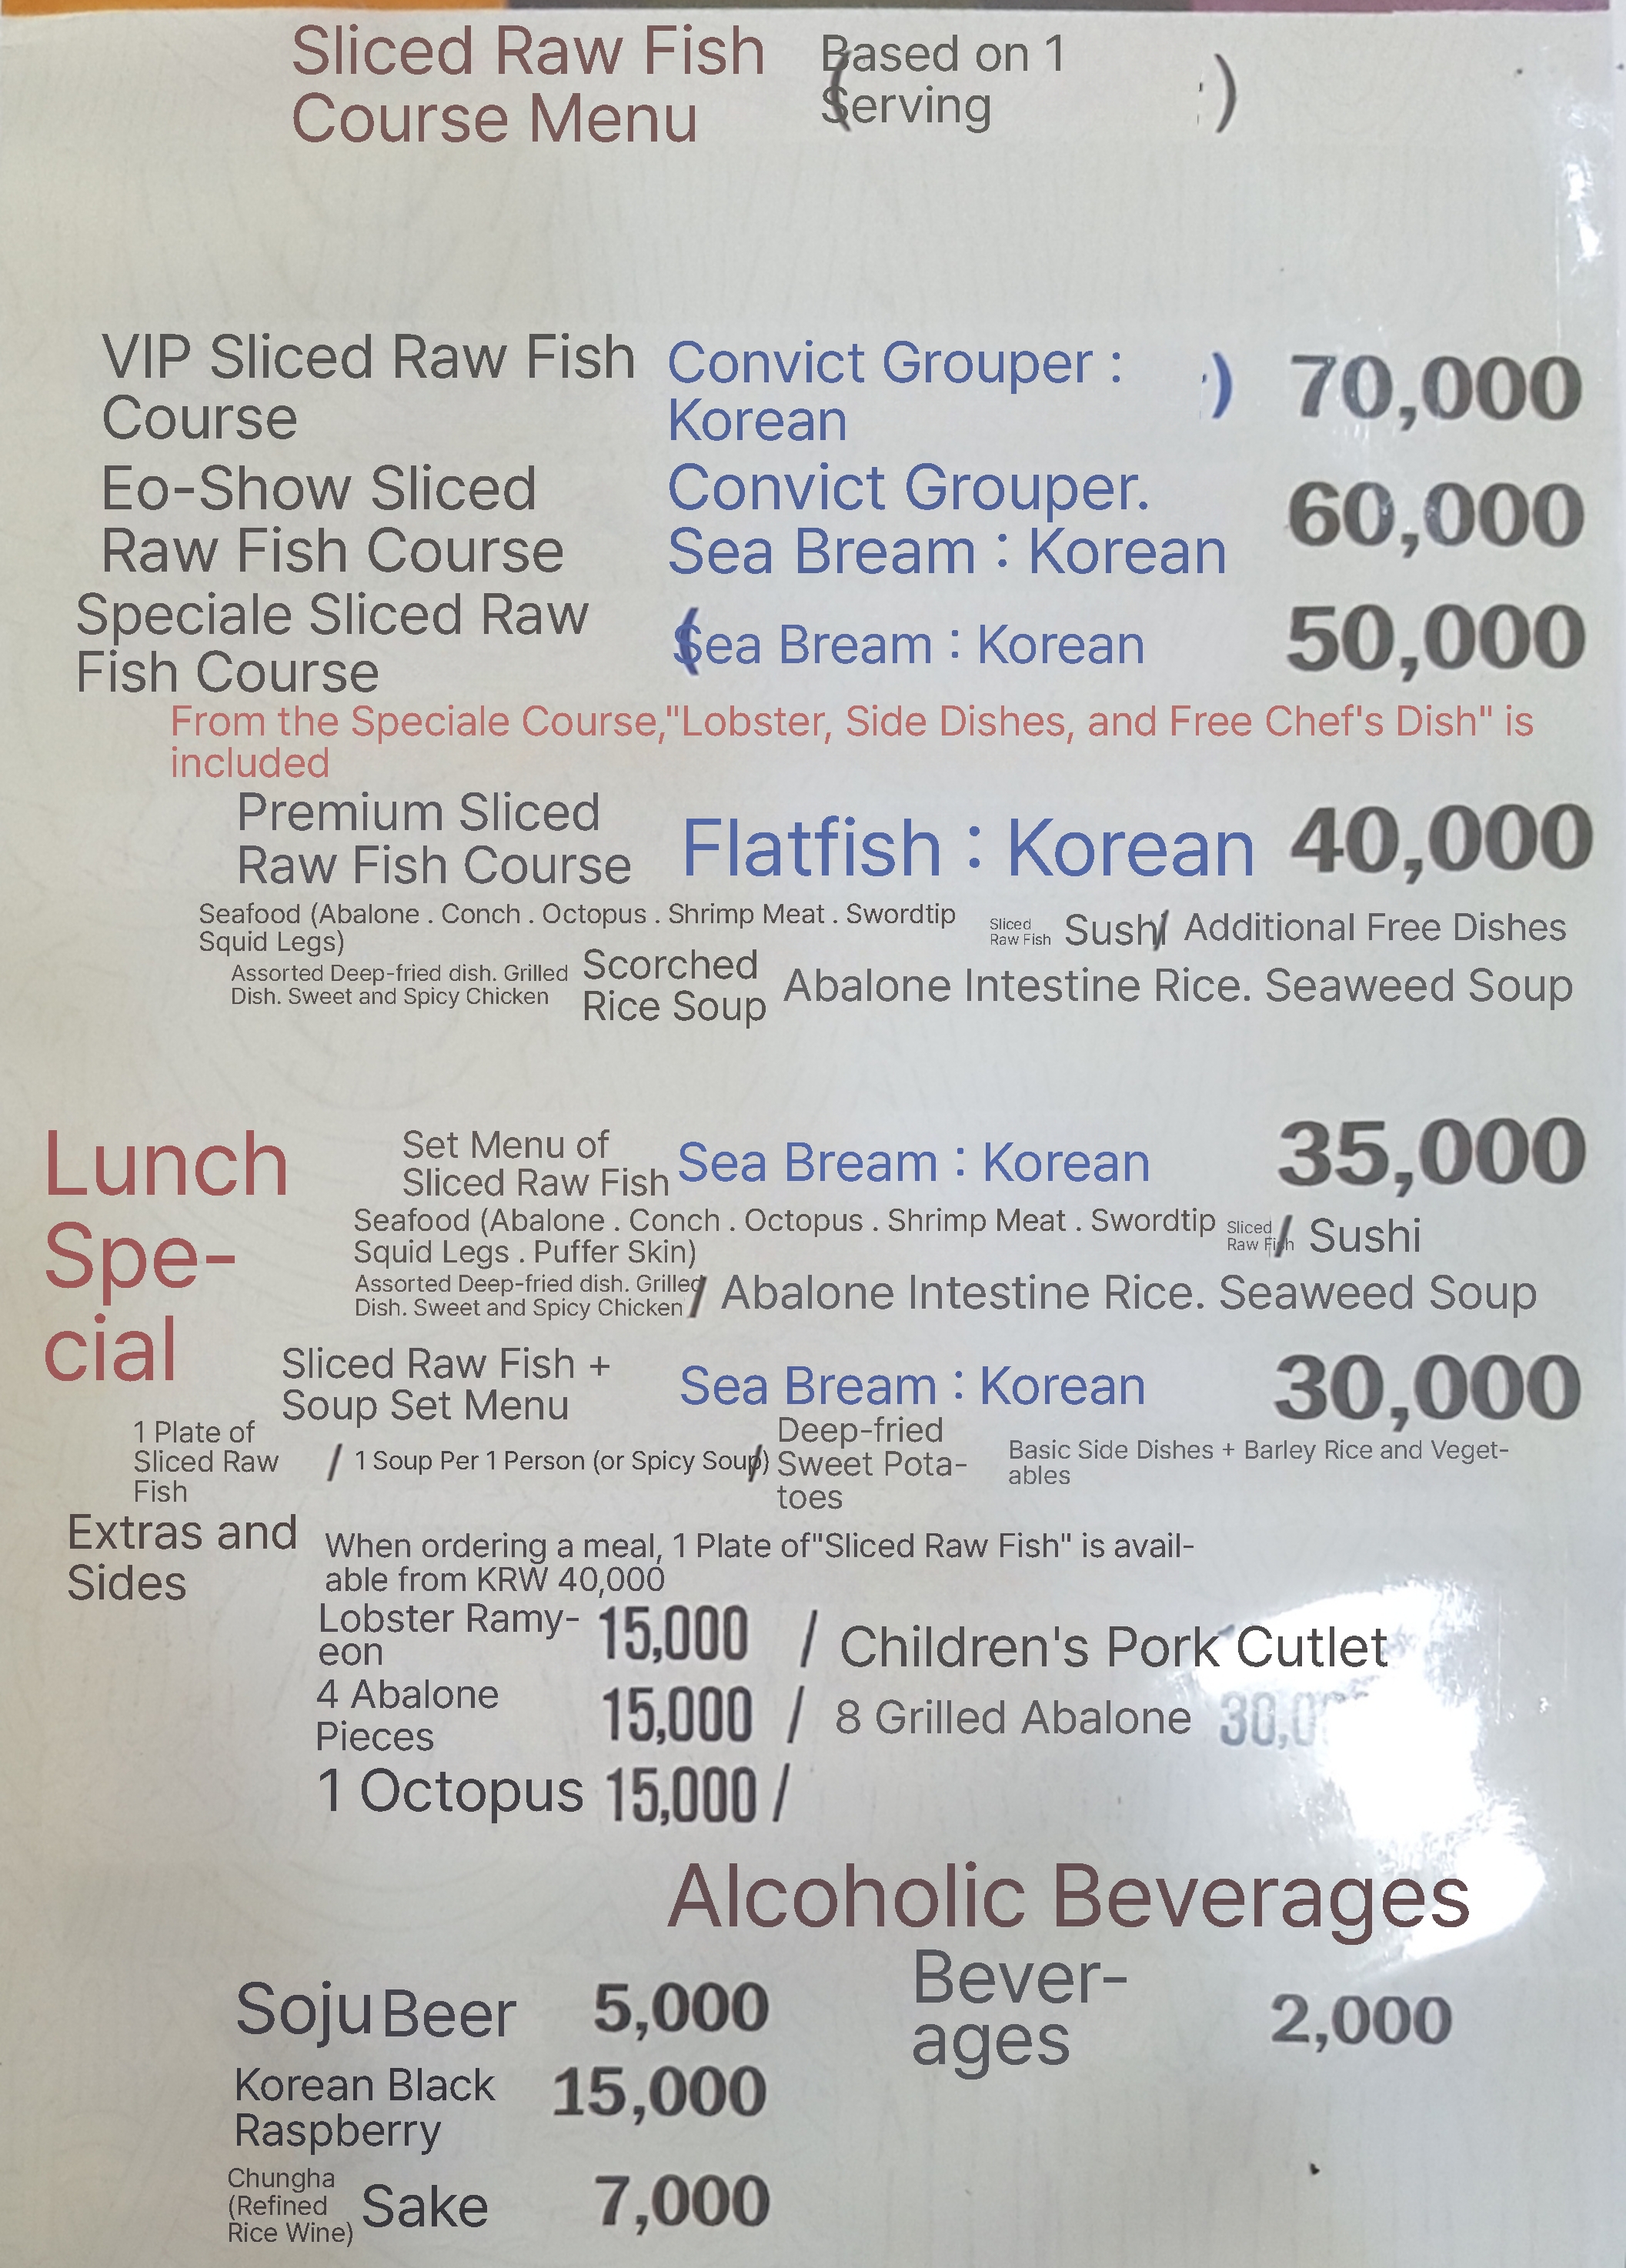 Sliced Raw Fish
Course Menu
(Based on 1
Serving)
VIP Sliced Raw Fish
Course
Convict Grouper :
Korean) 70,000
Eo-Show Sliced
Raw Fish Course
Convict Grouper.
Sea Bream : Korean
60,000
Speciale Sliced Raw
Fish Course
(Sea Bream : Korean
50,000
From the Speciale Course,"Lobster, Side Dishes, and Free Chef's Dish" is
included
Premium Sliced
Raw Fish Course
Flatfish : Korean 40,000
Seafood (Abalone . Conch . Octopus . Shrimp Meat . Swordtip
Squid Legs)
Sliced
Raw Fish
Sushi / Additional Free Dishes
Assorted Deep-fried dish. Grilled
Dish. Sweet and Spicy Chicken
Scorched
Rice Soup
Abalone Intestine Rice. Seaweed Soup
Lunch
Spe-
cial
Set Menu of
Sliced Raw Fish
Sea Bream : Korean 35,000
Seafood (Abalone . Conch . Octopus . Shrimp Meat . Swordtip
Squid Legs . Puffer Skin)
Sliced
Raw Fish
/ Sushi
Assorted Deep-fried dish. Grilled
Dish. Sweet and Spicy Chicken
/ Abalone Intestine Rice. Seaweed Soup
Sliced Raw Fish +
Soup Set Menu
Sea Bream : Korean 30,000
1 Plate of
Sliced Raw
Fish
/ 1 Soup Per 1 Person (or Spicy Soup) /
Deep-fried
Sweet Pota-
toes
Basic Side Dishes + Barley Rice and Veget-
ables
Extras and
Sides
When ordering a meal, 1 Plate of"Sliced Raw Fish" is avail-
able from KRW 40,000
Lobster Ramy-
eon
15,000 / Children's Pork Cutlet
4 Abalone
Pieces
15,000 / 8 Grilled Abalone
1 Octopus 15,000 /
Alcoholic Beverages
Soju Beer 5,000
Bever-
ages
2,000
Korean Black
Raspberry
15,000
Chungha
(Refined
Rice Wine)
Sake 7,000